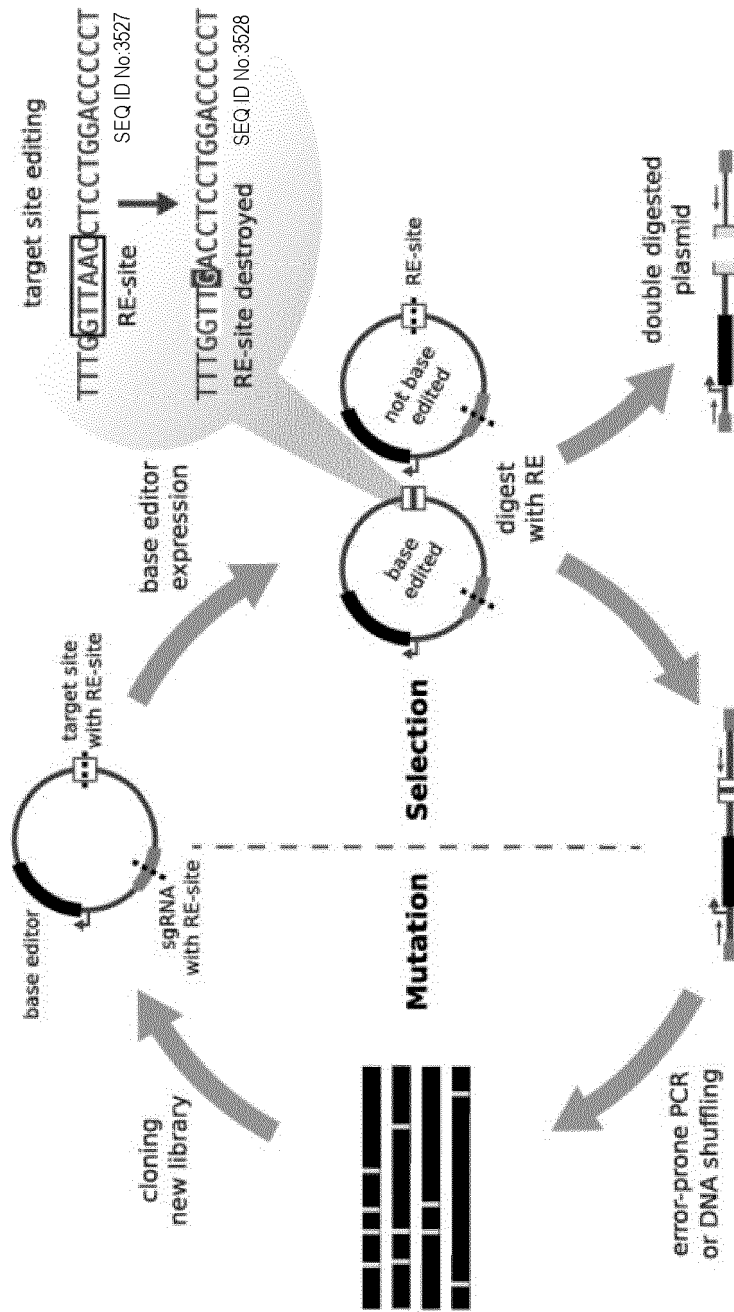 target site editing
TTTGGTTAACCTCCTGGACCCCCT
RE-site
SEQ ID No:3527
TTTGGTTGACCTCCTGGACCCCCT
RE-site destroyed
SEQ ID No:3528
base editor
target site
with RE-site
sgRNA
with RE-site
base editor
expression
cloning
new library
Mutation
Selection
base
edited
not base
edited
RE-site
digest
with RE
error-prone PCR
or DNA shuffling
double digested
plasmid